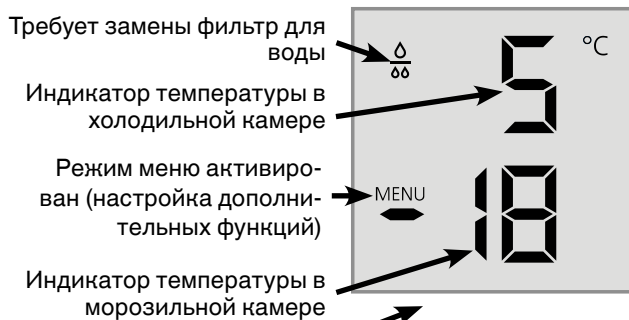 Требует замены фильтр для
воды
Индикатор температуры в
холодильной камере
Режим меню активиро-
ван (настройка дополни-
тельных функций)
Индикатор температуры в
морозильной камере
5 °C
MENU
-18